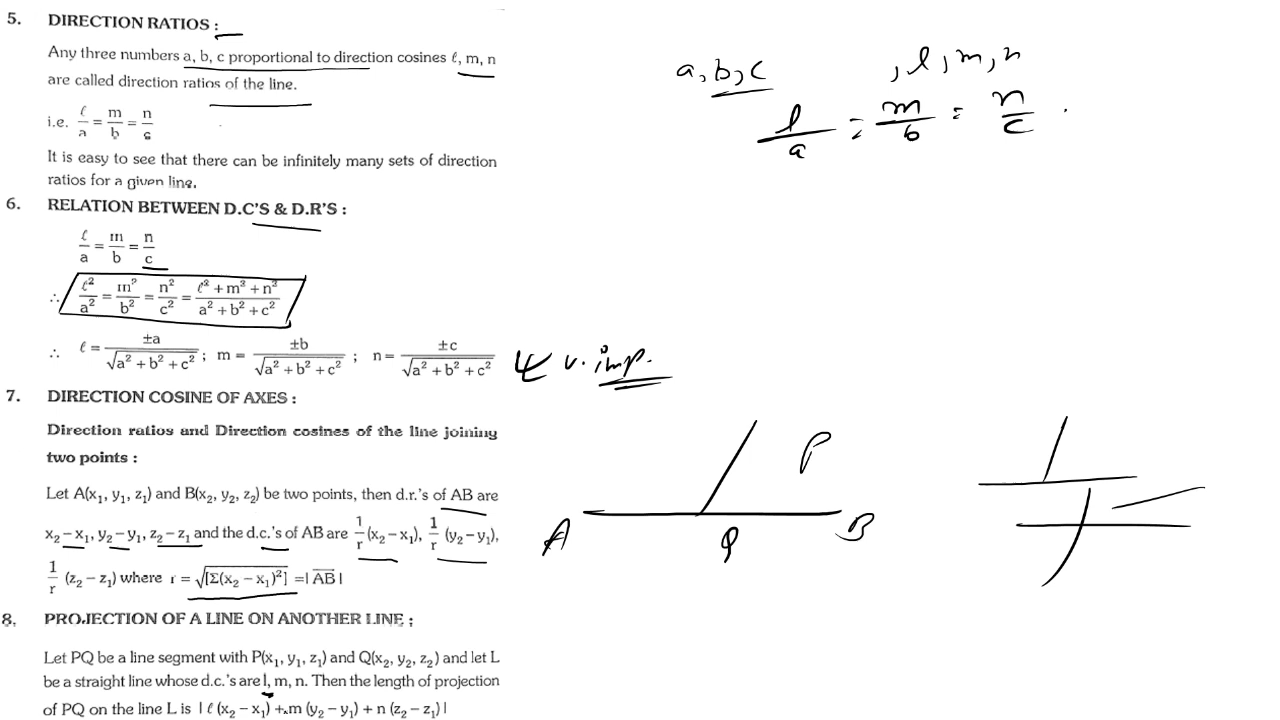 5. DIRECTION RATIOS :
Any three numbers a, b, c proportional to direction cosines ℓ, m, n
are called direction ratios of the line.
i.e. ℓ/a = m/b = n/c
It is easy to see that there can be infinitely many sets of direction
ratios for a given line.
6. RELATION BETWEEN D.C'S & D.R'S :
ℓ/a = m/b = n/c
∴ ℓ²/a² = m²/b² = n²/c² = ℓ² + m² + n²/a² + b² + c²
∴ ℓ = ±a/√a² + b² + c² ; m = ±b/√a² + b² + c² ; n = ±c/√a² + b² + c²
7. DIRECTION COSINE OF AXES :
Direction ratios and Direction cosines of the line joining
two points :
Let A(x₁, y₁, z₁) and B(x₂, y₂, z₂) be two points, then d.r.'s of AB are
x₂ – x₁, y₂ – y₁, z₂ – z₁ and the d.c.'s of AB are 1/r (x₂ – x₁), 1/r (y₂ – y₁),
1/r (z₂ – z₁) where r = √[Σ(x₂ – x₁)²] = |AB|
8. PROJECTION OF A LINE ON ANOTHER LINE :
Let PQ be a line segment with P(x₁, y₁, z₁) and Q(x₂, y₂, z₂) and let L
be a straight line whose d.c.'s are l, m, n. Then the length of projection
of PQ on the line L is | ℓ (x₂ – x₁) + m (y₂ – y₁) + n (z₂ – z₁) |
a, b, c , l, m, n
l/a = m/b = n/c
v. imp.
P
A Q B